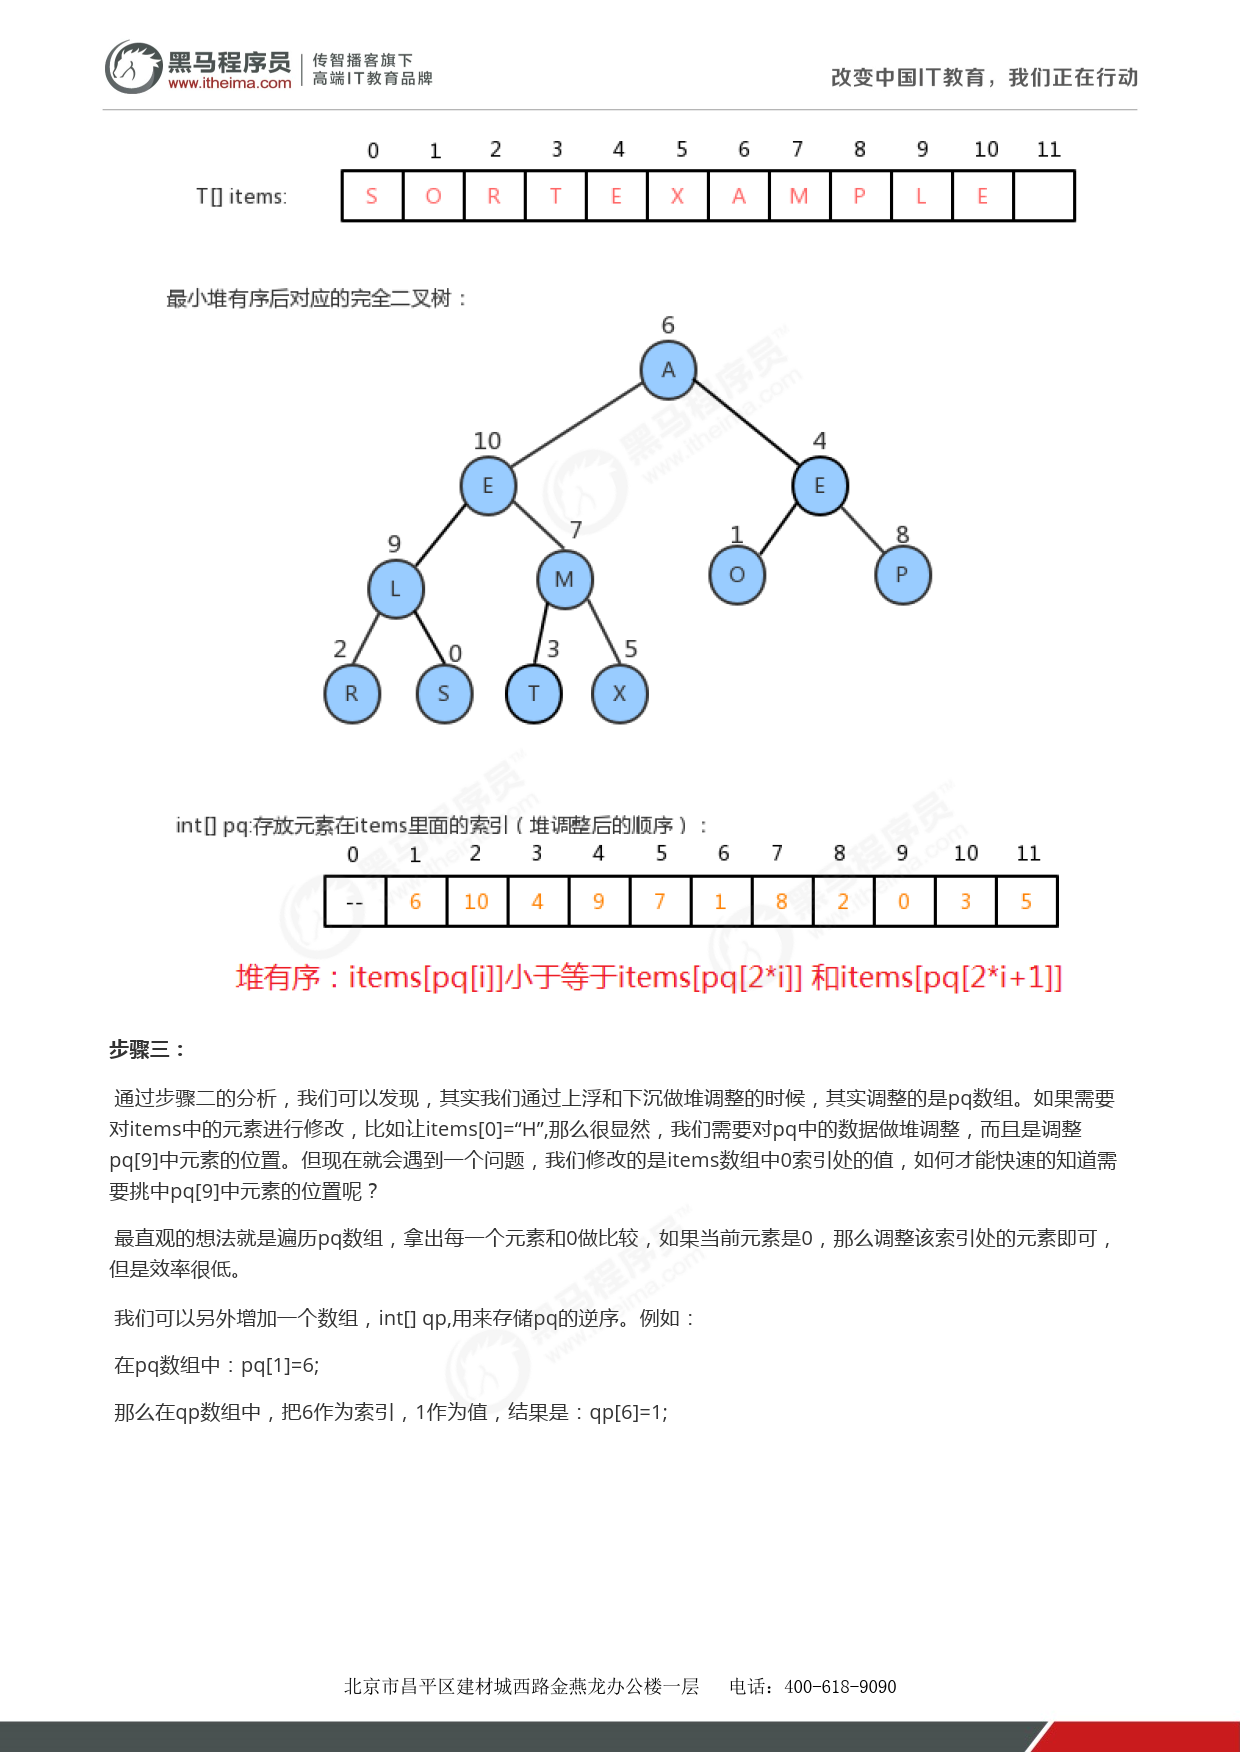 黑马程序员
www.itheima.com
传智播客旗下
高端IT教育品牌
改变中国IT教育，我们正在行动
0 1 2 3 4 5 6 7 8 9 10 11
T[] items: S O R T E X A M P L E
最小堆有序后对应的完全二叉树：
6
A
10 4
E E
9 7 1 8
L M O P
2 0 3 5
R S T X
int[] pq:存放元素在items里面的索引（堆调整后的顺序）：
0 1 2 3 4 5 6 7 8 9 10 11
-- 6 10 4 9 7 1 8 2 0 3 5
堆有序：items[pq[i]]小于等于items[pq[2*i]] 和items[pq[2*i+1]]
步骤三：
通过步骤二的分析，我们可以发现，其实我们通过上浮和下沉做堆调整的时候，其实调整的是pq数组。如果需要
对items中的元素进行修改，比如让items[0]=“H”,那么很显然，我们需要对pq中的数据做堆调整，而且是调整
pq[9]中元素的位置。但现在就会遇到一个问题，我们修改的是items数组中0索引处的值，如何才能快速的知道需
要挑中pq[9]中元素的位置呢？
最直观的想法就是遍历pq数组，拿出每一个元素和0做比较，如果当前元素是0，那么调整该索引处的元素即可，
但是效率很低。
我们可以另外增加一个数组，int[] qp,用来存储pq的逆序。例如：
在pq数组中：pq[1]=6;
那么在qp数组中，把6作为索引，1作为值，结果是：qp[6]=1;
北京市昌平区建材城西路金燕龙办公楼一层 电话：400-618-9090